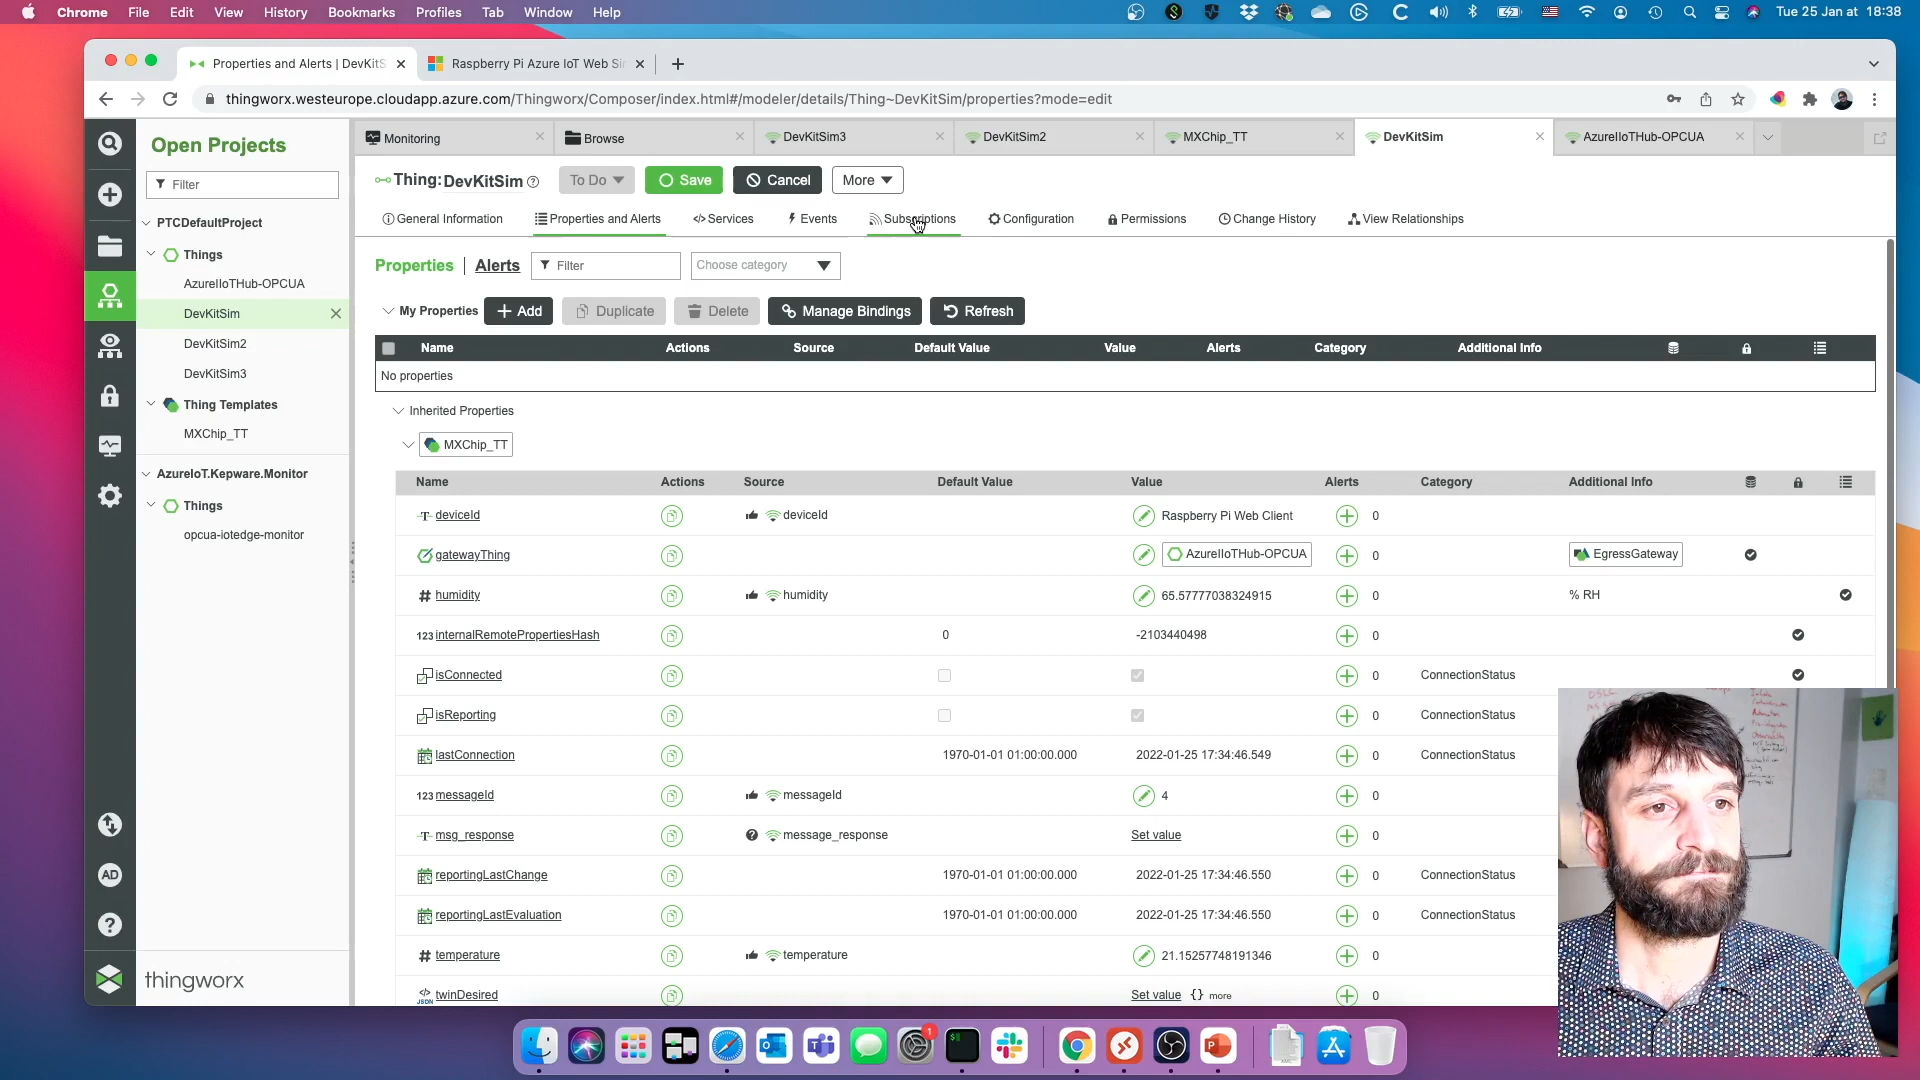 Chrome File Edit View History Bookmarks Profiles Tab Window Help Tue 25 Jan at 18:38
Properties and Alerts | DevKitS
Raspberry Pi Azure IoT Web Sir
thingworx.westeurope.cloudapp.azure.com/Thingworx/Composer/index.html#/modeler/details/Thing~DevKitSim/properties?mode=edit
Open Projects
Filter
PTCDefaultProject
Things
AzureIIoTHub-OPCUA
DevKitSim
DevKitSim2
DevKitSim3
Thing Templates
MXChip_TT
AzureIoT.Kepware.Monitor
Things
opcua-iotedge-monitor
AD
thingworx
Monitoring Browse DevKitSim3 DevKitSim2 MXChip_TT DevKitSim AzureIIoTHub-OPCUA
Thing: DevKitSim To Do Save Cancel More
General Information Properties and Alerts Services Events Subscriptions Configuration Permissions Change History View Relationships
Properties | Alerts Filter Choose category
My Properties Add Duplicate Delete Manage Bindings Refresh
Name Actions Source Default Value Value Alerts Category Additional Info
No properties
Inherited Properties
MXChip_TT
Name Actions Source Default Value Value Alerts Category Additional Info
deviceId deviceId Raspberry Pi Web Client 0
gatewayThing AzureIIoTHub-OPCUA 0 EgressGateway
# humidity humidity 65.57777038324915 0 % RH
123 internalRemotePropertiesHash 0 -2103440498 0
isConnected 0 ConnectionStatus
isReporting 0 ConnectionStatus
lastConnection 1970-01-01 01:00:00.000 2022-01-25 17:34:46.549 0 ConnectionStatus
123 messageId messageId 4 0
msg_response message_response Set value 0
reportingLastChange 1970-01-01 01:00:00.000 2022-01-25 17:34:46.550 0 ConnectionStatus
reportingLastEvaluation 1970-01-01 01:00:00.000 2022-01-25 17:34:46.550 0 ConnectionStatus
# temperature temperature 21.15257748191346 0
JSON twinDesired Set value {} more 0
1